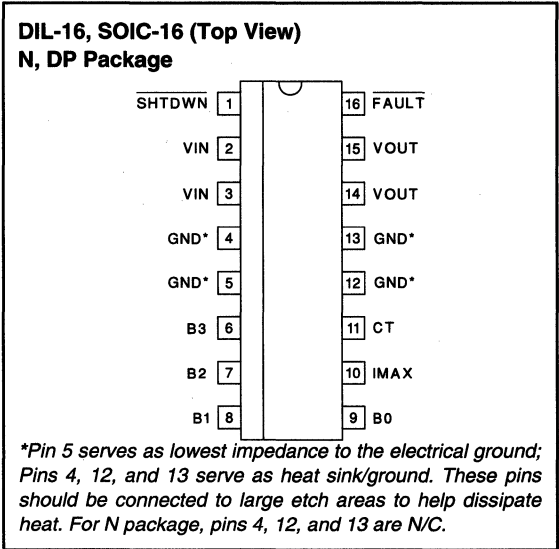 DIL-16, SOIC-16 (Top View)
N, DP Package
SHTDWN 1 16 FAULT
VIN 2 15 VOUT
VIN 3 14 VOUT
GND* 4 13 GND*
GND* 5 12 GND*
B3 6 11 CT
B2 7 10 IMAX
B1 8 9 B0
*Pin 5 serves as lowest impedance to the electrical ground;
Pins 4, 12, and 13 serve as heat sink/ground. These pins
should be connected to large etch areas to help dissipate
heat. For N package, pins 4, 12, and 13 are N/C.